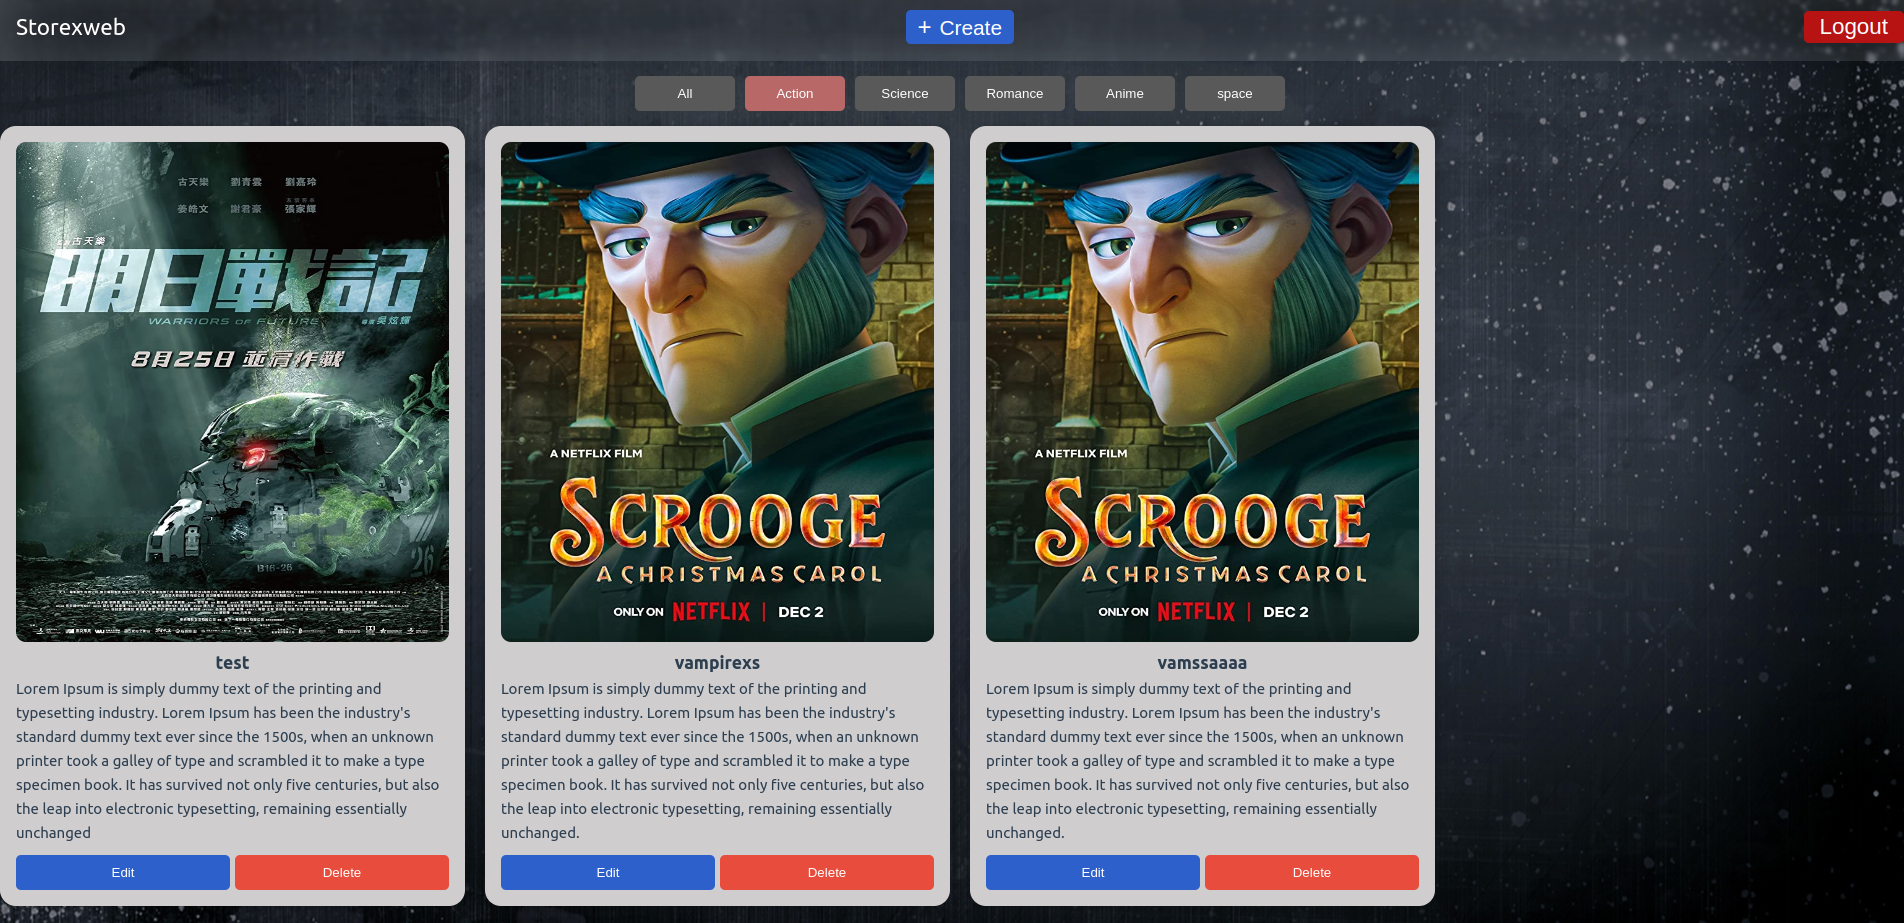 Storexweb
+ Create
Logout
All
Action
Science
Romance
Anime
space
古天樂 劉青雲 劉嘉玲
姜皓文 謝君豪 張家輝
古天樂
明日戰記
WARRIORS OF FUTURE
吳炫輝
8月25日 並肩作戰
26
B16-26
test
Lorem Ipsum is simply dummy text of the printing and
typesetting industry. Lorem Ipsum has been the industry's
standard dummy text ever since the 1500s, when an unknown
printer took a galley of type and scrambled it to make a type
specimen book. It has survived not only five centuries, but also
the leap into electronic typesetting, remaining essentially
unchanged
Edit
Delete
A NETFLIX FILM
SCROOGE
A CHRISTMAS CAROL
ONLY ON NETFLIX | DEC 2
vampirexs
Lorem Ipsum is simply dummy text of the printing and
typesetting industry. Lorem Ipsum has been the industry's
standard dummy text ever since the 1500s, when an unknown
printer took a galley of type and scrambled it to make a type
specimen book. It has survived not only five centuries, but also
the leap into electronic typesetting, remaining essentially
unchanged.
Edit
Delete
A NETFLIX FILM
SCROOGE
A CHRISTMAS CAROL
ONLY ON NETFLIX | DEC 2
vamssaaaa
Lorem Ipsum is simply dummy text of the printing and
typesetting industry. Lorem Ipsum has been the industry's
standard dummy text ever since the 1500s, when an unknown
printer took a galley of type and scrambled it to make a type
specimen book. It has survived not only five centuries, but also
the leap into electronic typesetting, remaining essentially
unchanged.
Edit
Delete